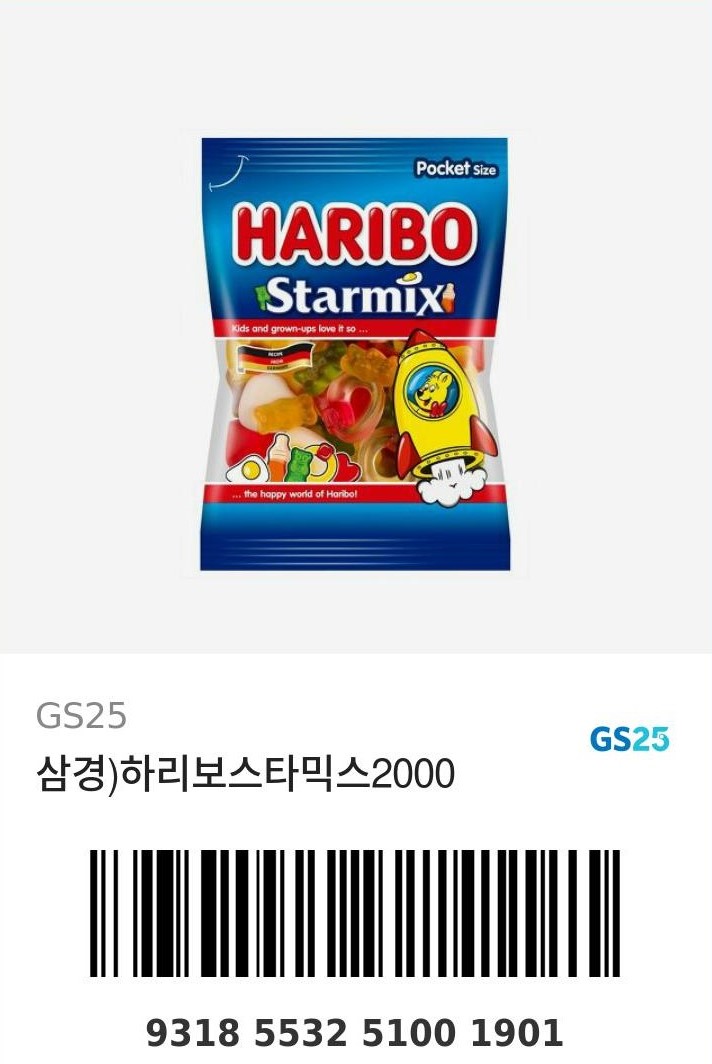 Pocket Size
HARIBO
Starmix
Kids and grown-ups love it so ...
RECIPE
FROM
GERMANY
... the happy world of Haribo!
GS25
GS25
삼경)하리보스타믹스2000
9318 5532 5100 1901